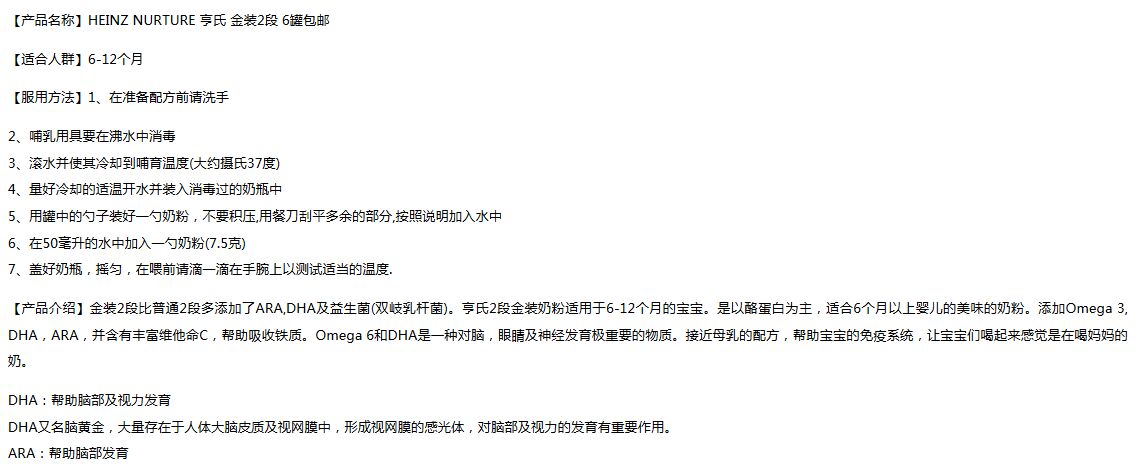 【产品名称】HEINZ NURTURE 亨氏 金装2段 6罐包邮
【适合人群】6-12个月
【服用方法】1、在准备配方前请洗手
2、哺乳用具要在沸水中消毒
3、滚水并使其冷却到哺育温度(大约摄氏37度)
4、量好冷却的适温开水并装入消毒过的奶瓶中
5、用罐中的勺子装好一勺奶粉，不要积压,用餐刀刮平多余的部分,按照说明加入水中
6、在50毫升的水中加入一勺奶粉(7.5克)
7、盖好奶瓶，摇匀，在喂前请滴一滴在手腕上以测试适当的温度.
【产品介绍】金装2段比普通2段多添加了ARA,DHA及益生菌(双岐乳杆菌)。亨氏2段金装奶粉适用于6-12个月的宝宝。是以酪蛋白为主，适合6个月以上婴儿的美味的奶粉。添加Omega 3,
DHA，ARA，并含有丰富维他命C，帮助吸收铁质。Omega 6和DHA是一种对脑，眼睛及神经发育极重要的物质。接近母乳的配方，帮助宝宝的免疫系统，让宝宝们喝起来感觉是在喝妈妈的
奶。
DHA：帮助脑部及视力发育
DHA又名脑黄金，大量存在于人体大脑皮质及视网膜中，形成视网膜的感光体，对脑部及视力的发育有重要作用。
ARA：帮助脑部发育